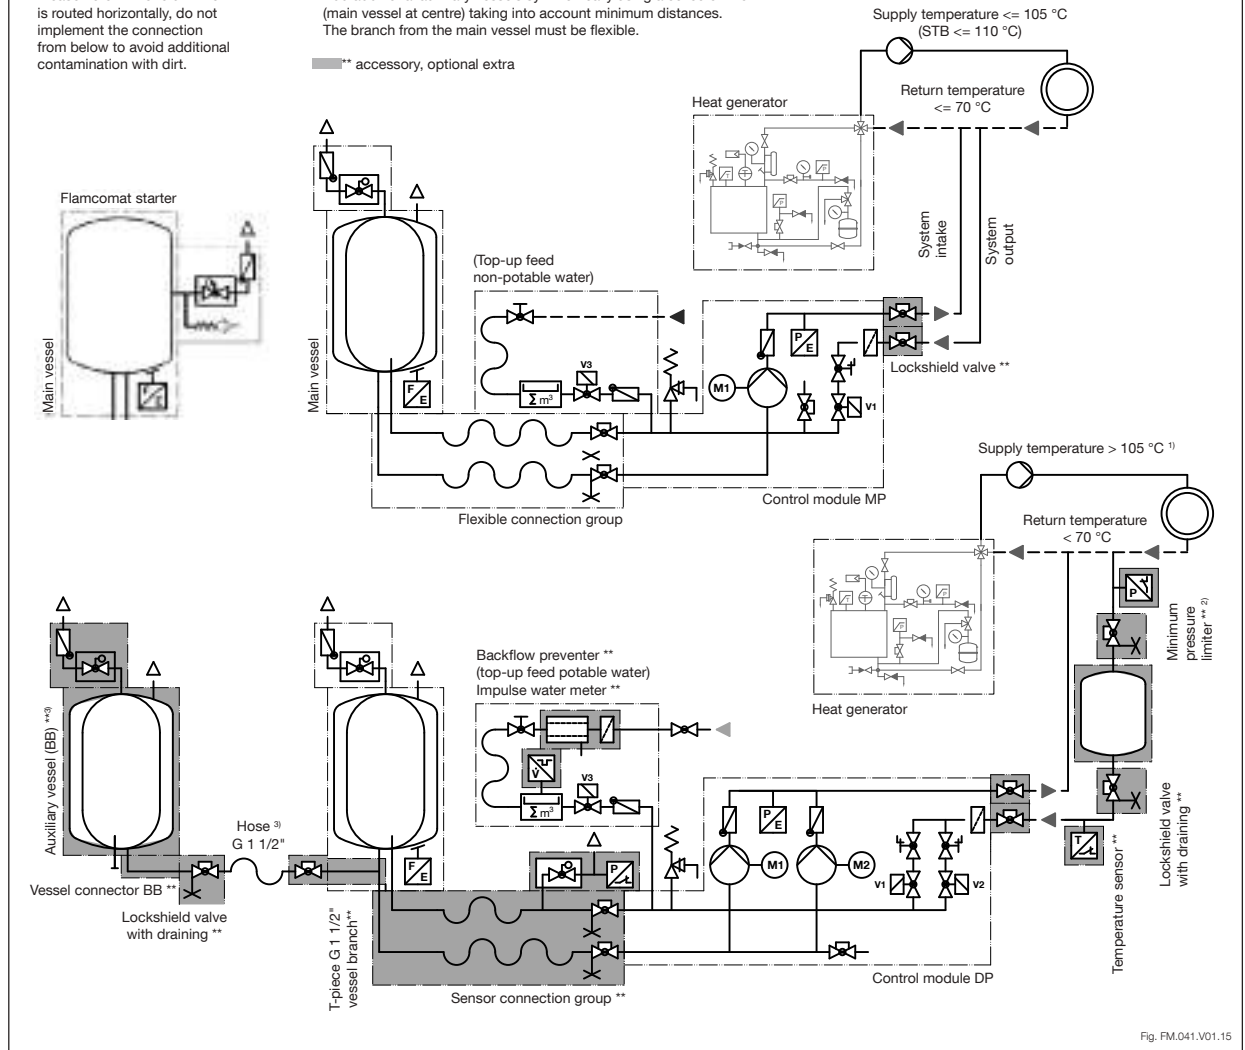 is routed horizontally, do not
implement the connection
from below to avoid additional
contamination with dirt.
(main vessel at centre) taking into account minimum distances.
The branch from the main vessel must be flexible.
** accessory, optional extra
Supply temperature <= 105 °C
(STB <= 110 °C)
Return temperature
<= 70 °C
Heat generator
System
intake
System
output
Flamcomat starter
Main vessel
F
E
Main vessel
F
E
(Top-up feed
non-potable water)
V3
Σ m³
P
E
M1
V1
Lockshield valve **
Control module MP
Flexible connection group
Supply temperature > 105 °C 1)
Return temperature
< 70 °C
Heat generator
P
Minimum
pressure
limiter ** 2)
Lockshield valve
with draining **
T
Temperature sensor **
Auxiliary vessel (BB) **3)
Vessel connector BB **
Lockshield valve
with draining **
Hose 3)
G 1 1/2"
T-piece G 1 1/2"
vessel branch**
F
E
Backflow preventer **
(top-up feed potable water)
Impulse water meter **
V
V3
Σ m³
P
P
E
M1
M2
V1
V2
Sensor connection group **
Control module DP
Fig. FM.041.V01.15